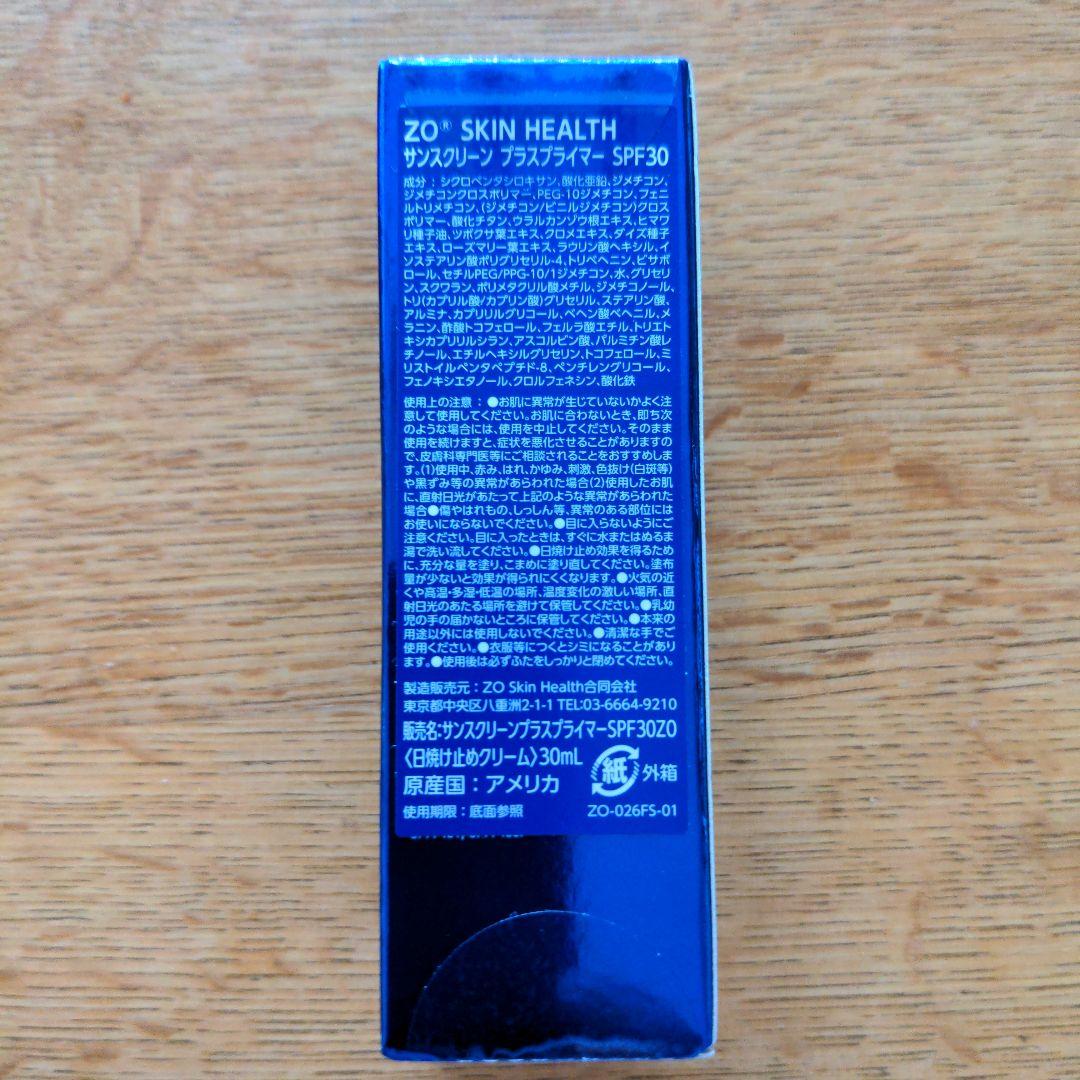 ZO® SKIN HEALTH
サンスクリーン プラスプライマー SPF30
成分：シクロペンタシロキサン、酸化亜鉛、ジメチコン、
ジメチコンクロスポリマー、PEG-10ジメチコン、フェニ
ルトリメチコン、(ジメチコン/ビニルジメチコン)クロス
ポリマー、酸化チタン、ウラルカンゾウ根エキス、ヒマワ
リ種子油、ツボクサ葉エキス、クロメエキス、ダイズ種子
エキス、ローズマリー葉エキス、ラウリン酸ヘキシル、イ
ソステアリン酸ポリグリセリル-4、トリベヘニン、ビサボ
ロール、セチルPEG/PPG-10/1ジメチコン、水、グリセリ
ン、スクワラン、ポリメタクリル酸メチル、ジメチコノール、
トリ(カプリル酸/カプリン酸)グリセリル、ステアリン酸、
アルミナ、カプリリルグリコール、ベヘン酸ベヘニル、メ
ラニン、酢酸トコフェロール、フェルラ酸エチル、トリエト
キシカプリリルシラン、アスコルビン酸、パルミチン酸レ
チノール、エチルヘキシルグリセリン、トコフェロール、ミ
リストイルペンタペプチド-8、ペンチレングリコール、
フェノキシエタノール、クロルフェネシン、酸化鉄
使用上の注意：●お肌に異常が生じていないかよく注
意して使用してください。お肌に合わないとき、即ち次
のような場合には、使用を中止してください。そのまま
使用を続けますと、症状を悪化させることがありますの
で、皮膚科専門医等にご相談されることをおすすめしま
す。(1)使用中、赤み、はれ、かゆみ、刺激、色抜け(白斑等)
や黒ずみ等の異常があらわれた場合(2)使用したお肌
に、直射日光があたって上記のような異常があらわれた
場合●傷やはれもの、しっしん等、異常のある部位には
お使いにならないでください。●目に入らないようにご
注意ください。目に入ったときは、すぐに水またはぬるま
湯で洗い流してください。●日焼け止め効果を得るため
に、充分な量を塗り、こまめに塗り直してください。塗布
量が少ないと効果が得られにくくなります。●火気の近
くや高温・多湿・低温の場所、温度変化の激しい場所、直
射日光のあたる場所を避けて保管してください。●乳幼
児の手の届かないところに保管してください。●本来の
用途以外には使用しないでください。●清潔な手でご
使用ください。●衣服等につくとシミになることがありま
す。●使用後は必ずふたをしっかりと閉めてください。
製造販売元：ZO Skin Health合同会社
東京都中央区八重洲2-1-1 TEL:03-6664-9210
販売名:サンスクリーンプラスプライマーSPF30ZO
〈日焼け止めクリーム〉30mL
紙 外箱
原産国：アメリカ
使用期限：底面参照 ZO-026FS-01